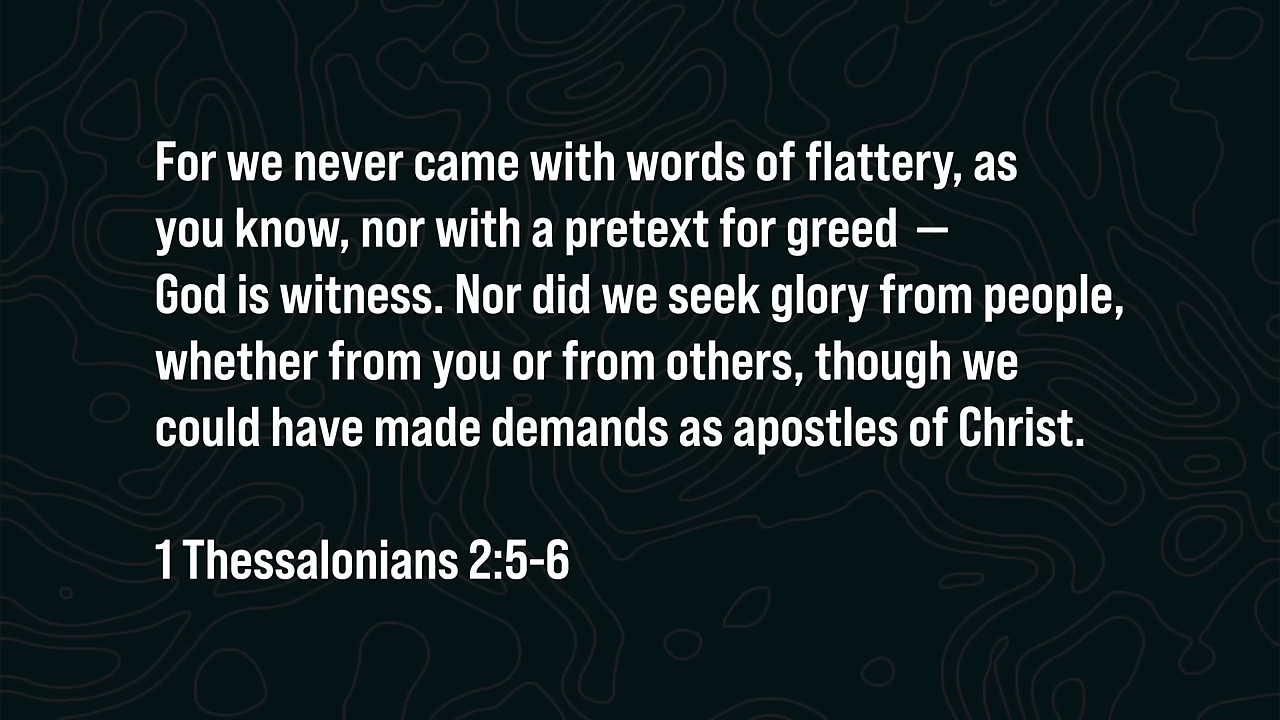 For we never came with words of flattery, as
you know, nor with a pretext for greed —
God is witness. Nor did we seek glory from people,
whether from you or from others, though we
could have made demands as apostles of Christ.
1 Thessalonians 2:5-6